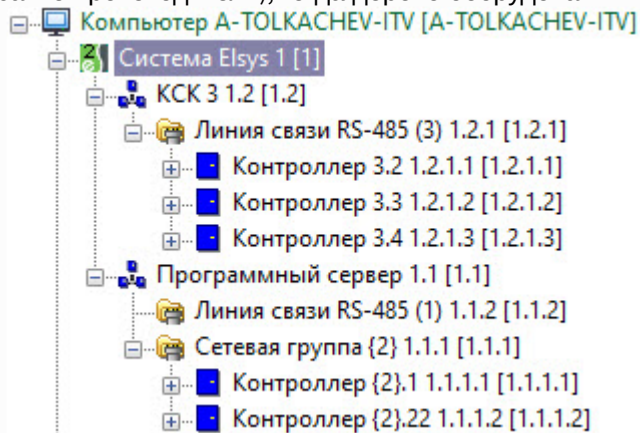 Компьютер A-TOLKACHEV-ITV [A-TOLKACHEV-ITV]
Система Elsys 1 [1]
КСК 3 1.2 [1.2]
Линия связи RS-485 (3) 1.2.1 [1.2.1]
Контроллер 3.2 1.2.1.1 [1.2.1.1]
Контроллер 3.3 1.2.1.2 [1.2.1.2]
Контроллер 3.4 1.2.1.3 [1.2.1.3]
Программный сервер 1.1 [1.1]
Линия связи RS-485 (1) 1.1.2 [1.1.2]
Сетевая группа {2} 1.1.1 [1.1.1]
Контроллер {2}.1 1.1.1.1 [1.1.1.1]
Контроллер {2}.22 1.1.1.2 [1.1.1.2]